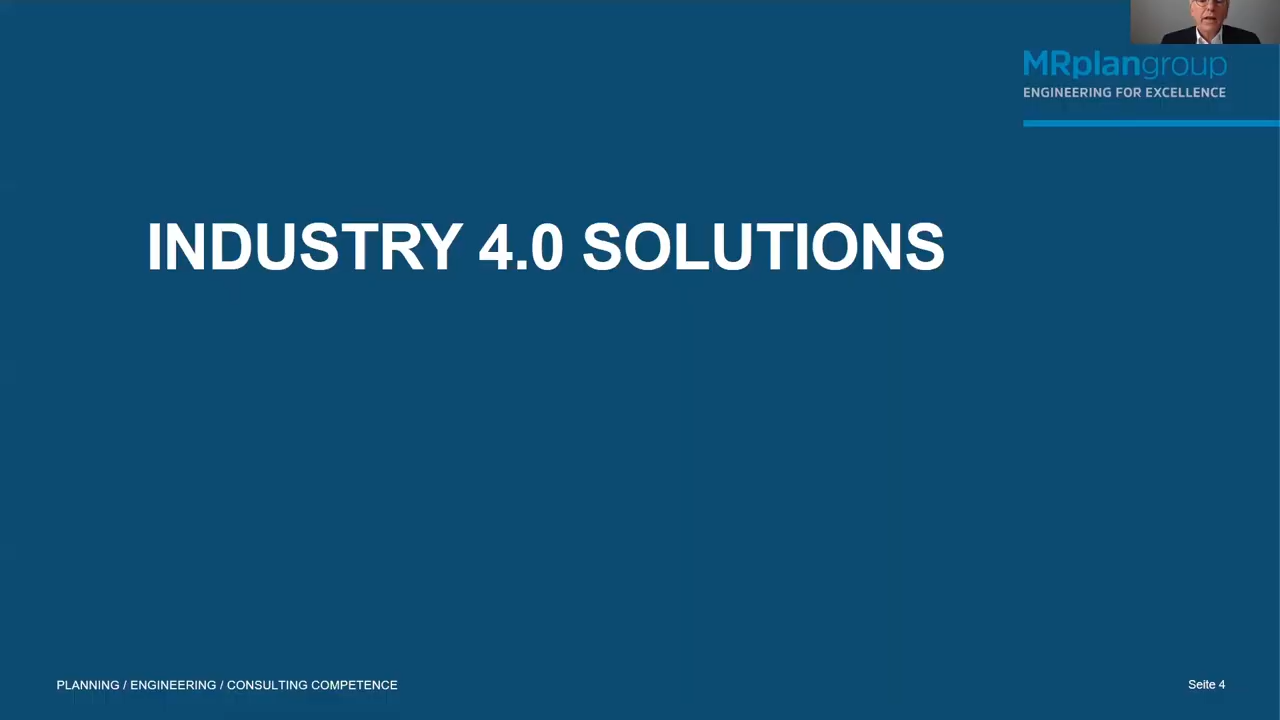 MRplangroup
ENGINEERING FOR EXCELLENCE
INDUSTRY 4.0 SOLUTIONS
PLANNING / ENGINEERING / CONSULTING COMPETENCE
Seite 4